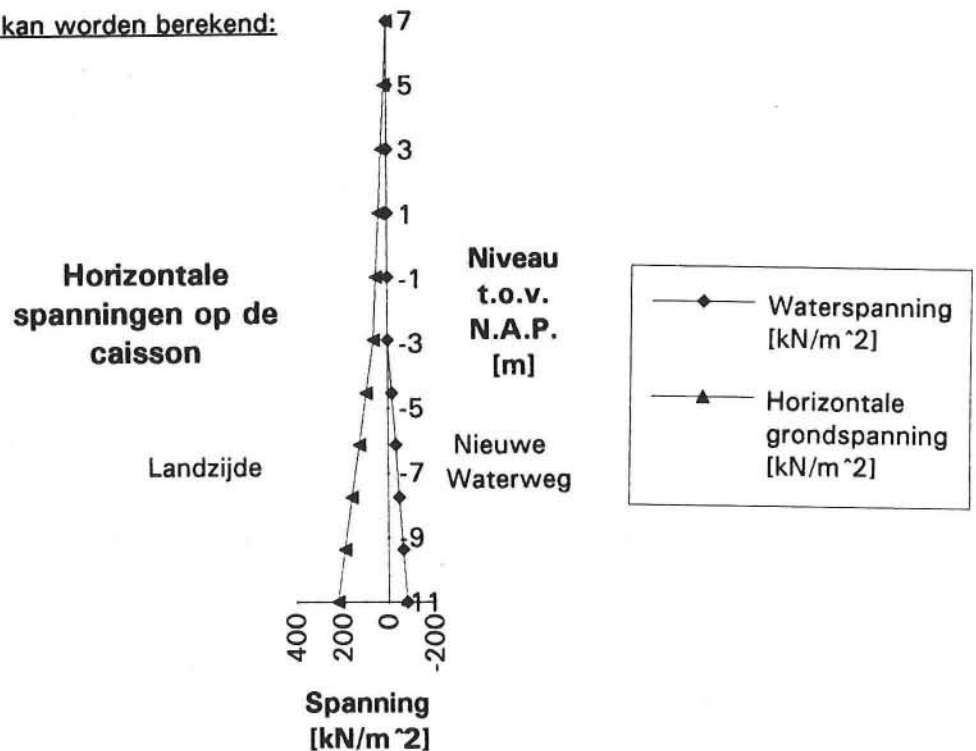 kan worden berekend:
7
5
3
1
-1
-3
-5
-7
-9
-11
Horizontale
spanningen op de
caisson
Niveau
t.o.v.
N.A.P.
[m]
Landzijde
Nieuwe
Waterweg
400
200
0
-200
Spanning
[kN/m^2]
Waterspanning
[kN/m^2]
Horizontale
grondspanning
[kN/m^2]